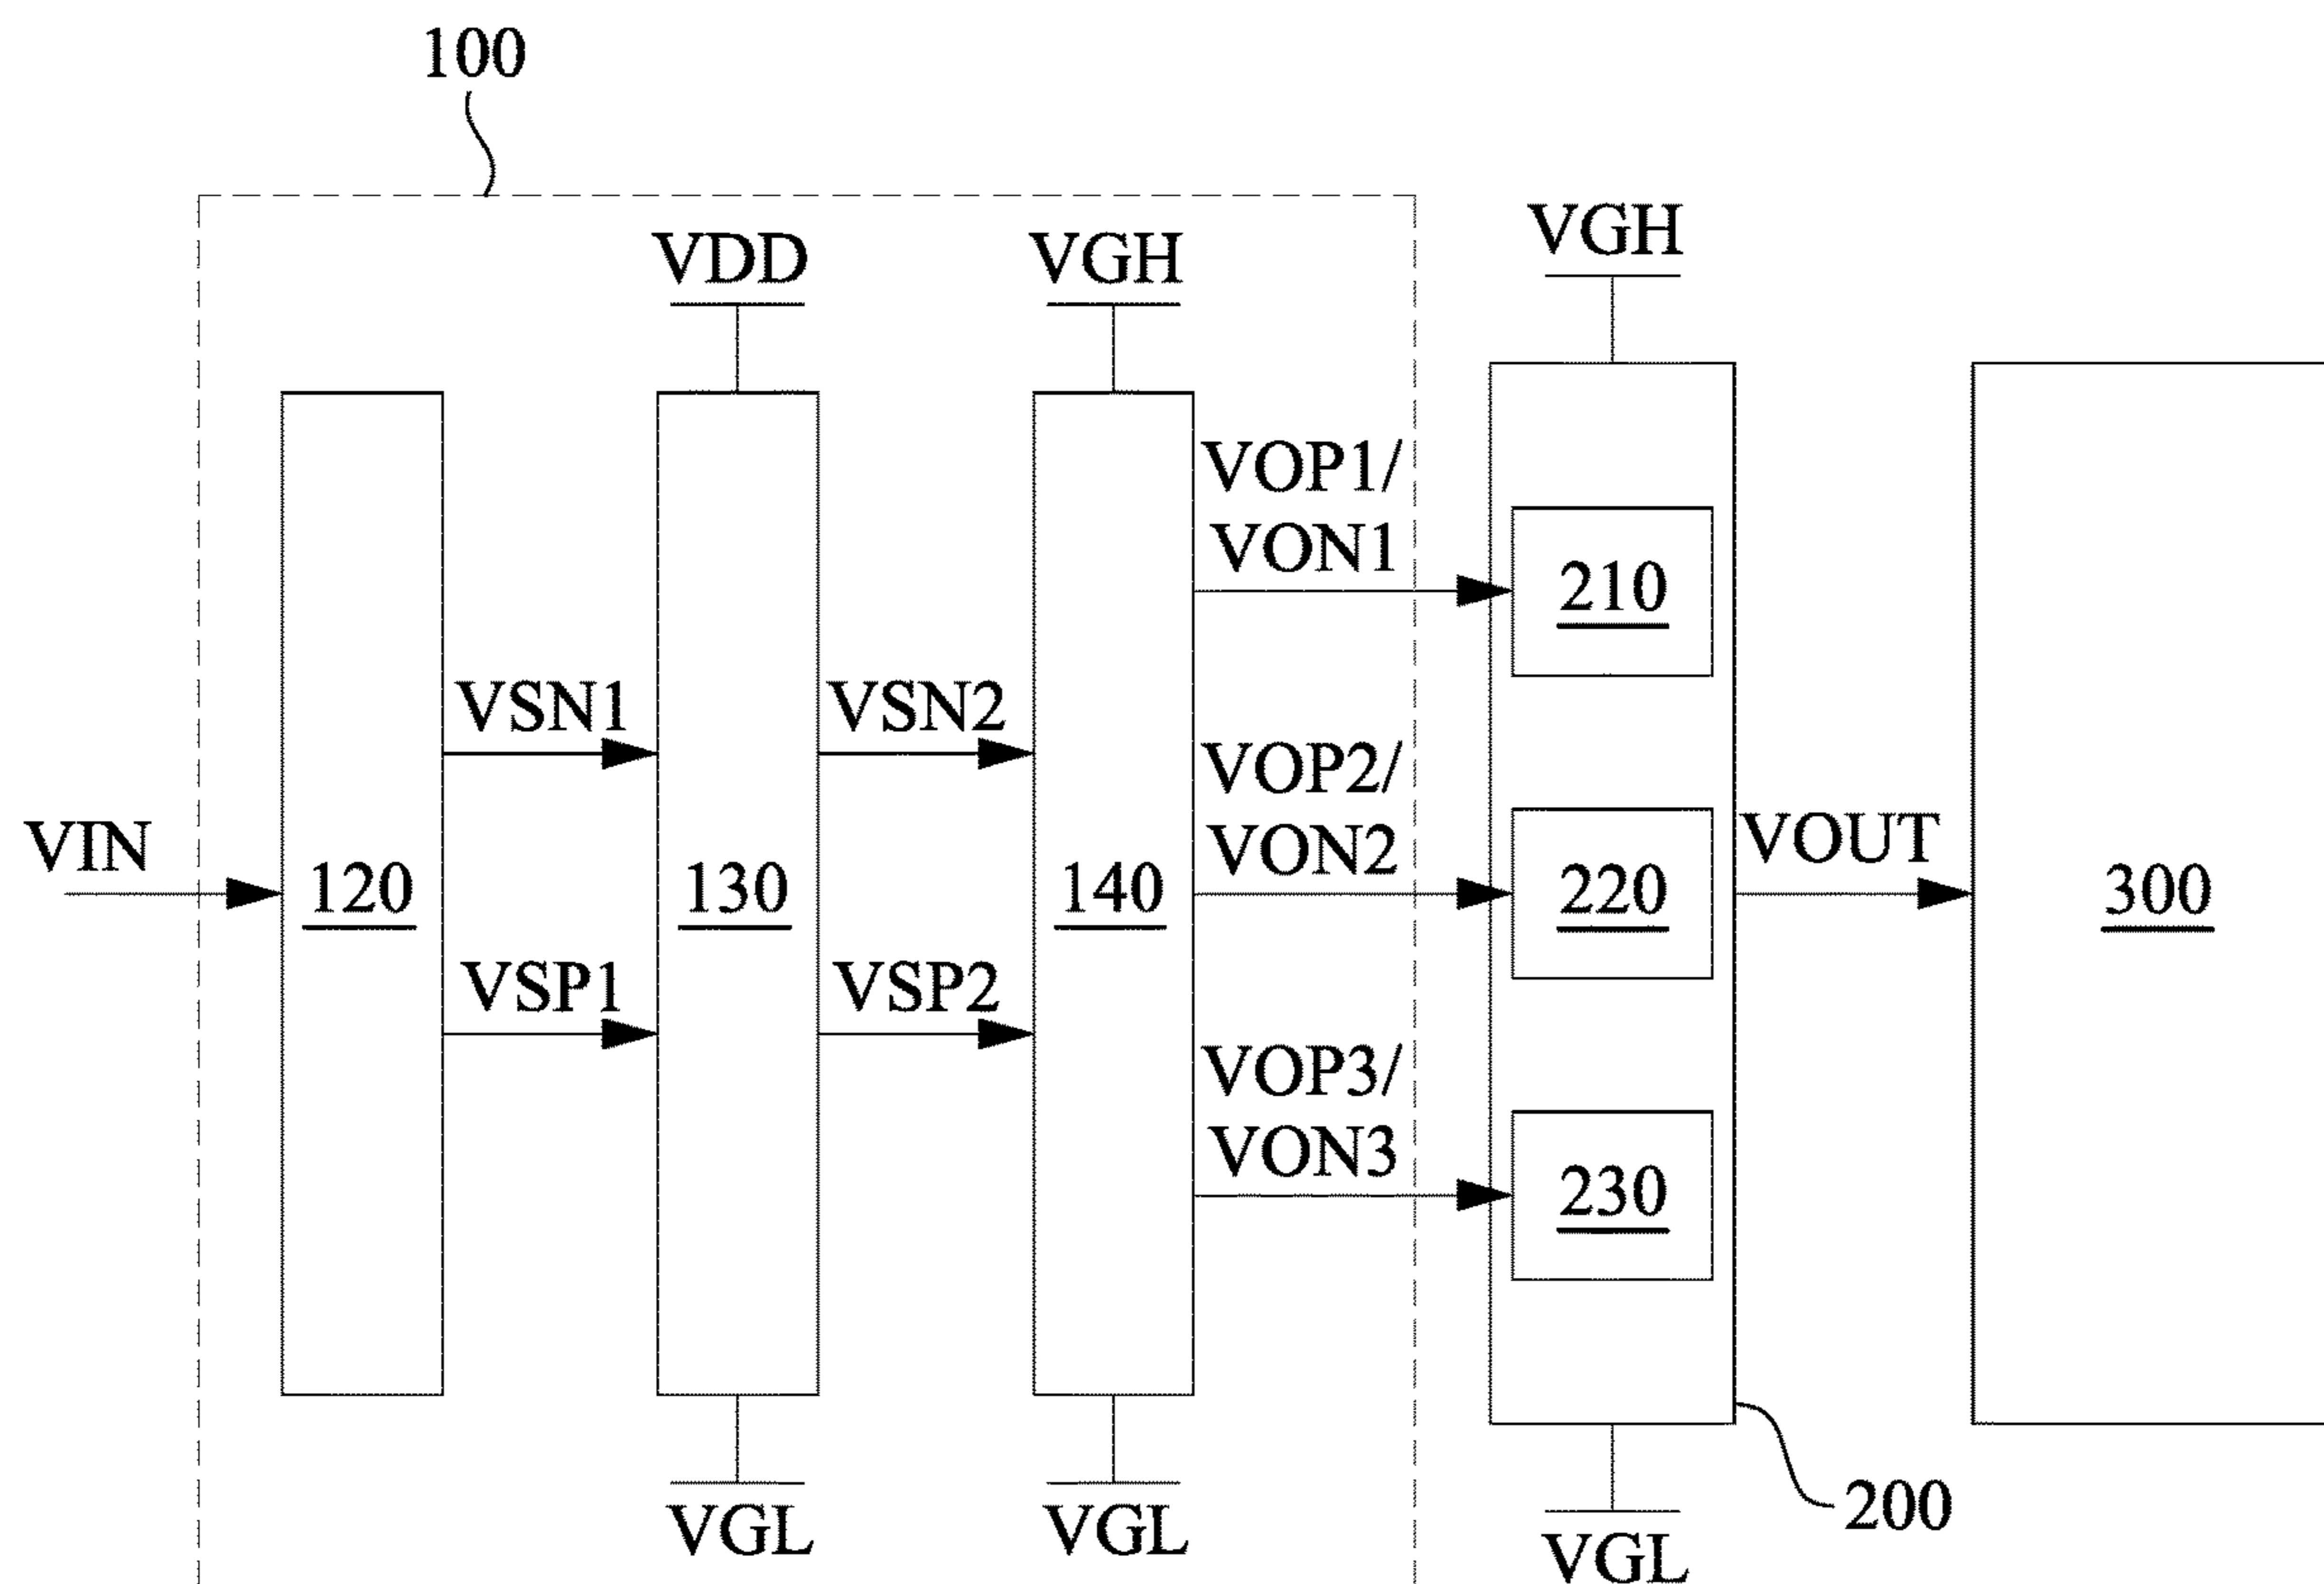 100
VDD
VGH
VGH
VOP1/
VON1
210
VSN1
VSN2
VOP2/
VON2
VIN
120
130
140
220
VOUT
300
VSP1
VSP2
VOP3/
VON3
230
VGL
VGL
VGL
200